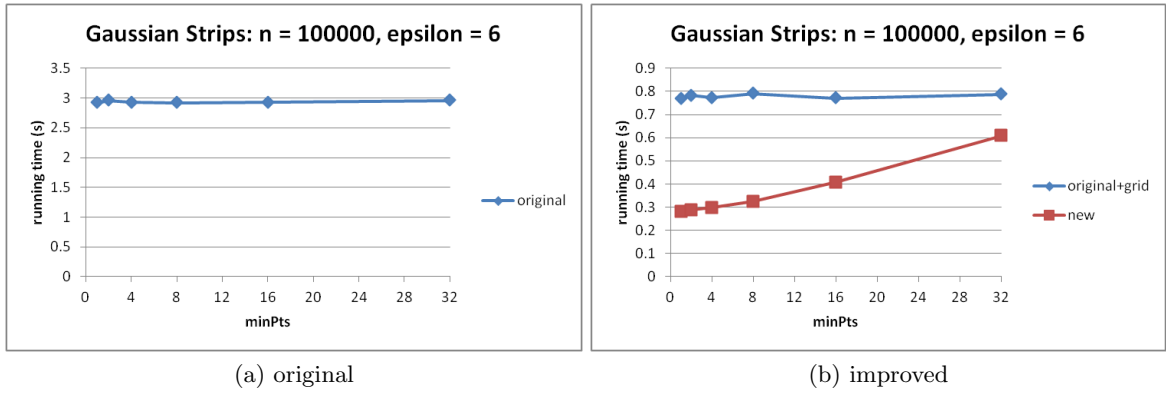 Gaussian Strips: n = 100000, epsilon = 6
3.5
3
2.5
2
1.5
1
0.5
0
running time (s)
0 4 8 12 16 20 24 28 32
minPts
original
(a) original
Gaussian Strips: n = 100000, epsilon = 6
0.9
0.8
0.7
0.6
0.5
0.4
0.3
0.2
0.1
0
running time (s)
0 4 8 12 16 20 24 28 32
minPts
original+grid
new
(b) improved